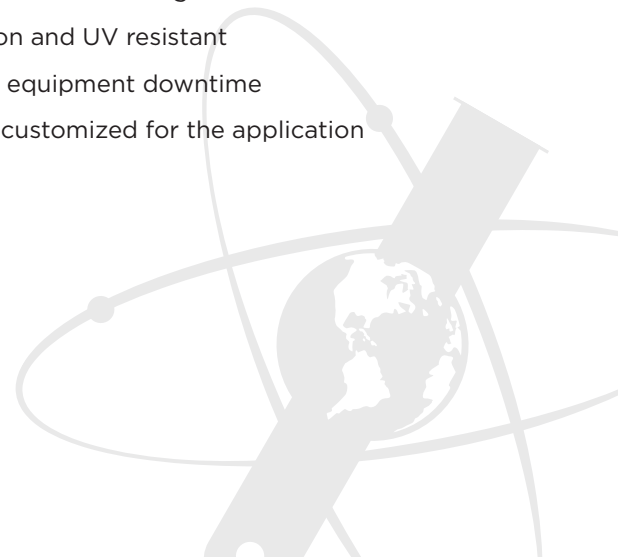 on and UV resistant
equipment downtime
customized for the application